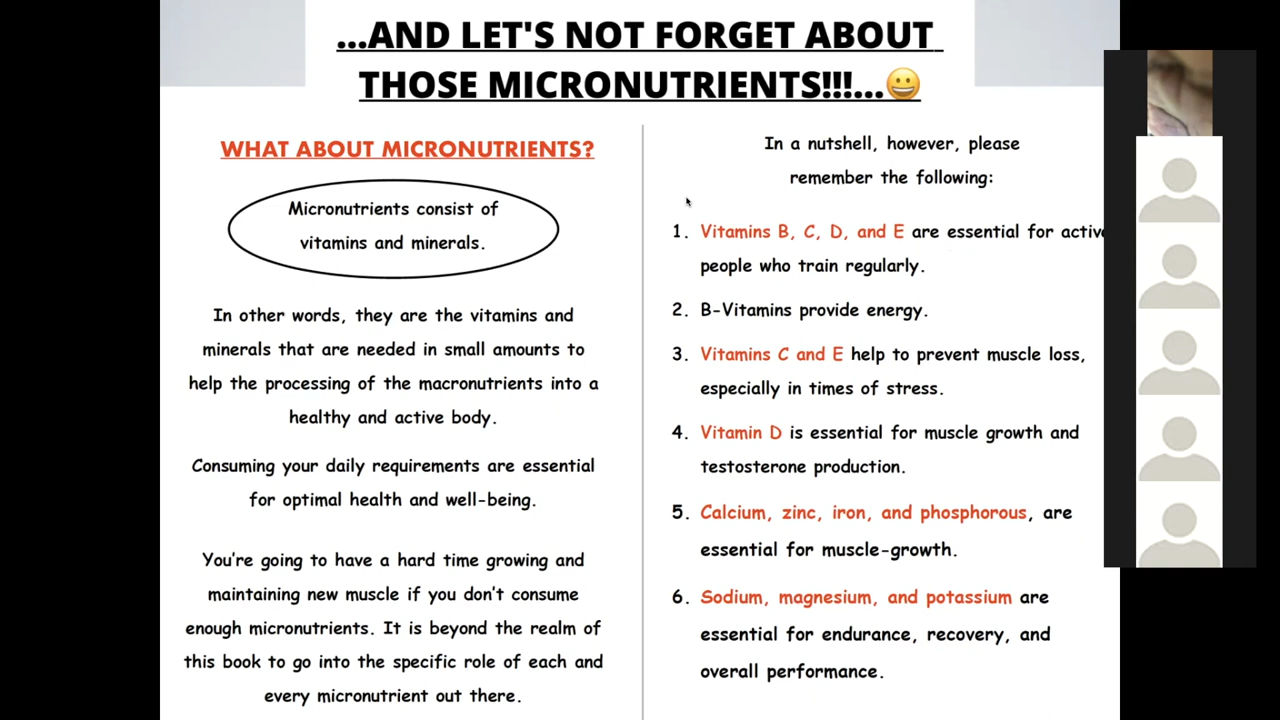 ...AND LET'S NOT FORGET ABOUT
THOSE MICRONUTRIENTS!!!...😀
WHAT ABOUT MICRONUTRIENTS?
Micronutrients consist of
vitamins and minerals.
In other words, they are the vitamins and
minerals that are needed in small amounts to
help the processing of the macronutrients into a
healthy and active body.
Consuming your daily requirements are essential
for optimal health and well-being.
You're going to have a hard time growing and
maintaining new muscle if you don't consume
enough micronutrients. It is beyond the realm of
this book to go into the specific role of each and
every micronutrient out there.
In a nutshell, however, please
remember the following:
1. Vitamins B, C, D, and E are essential for active
people who train regularly.
2. B-Vitamins provide energy.
3. Vitamins C and E help to prevent muscle loss,
especially in times of stress.
4. Vitamin D is essential for muscle growth and
testosterone production.
5. Calcium, zinc, iron, and phosphorous, are
essential for muscle-growth.
6. Sodium, magnesium, and potassium are
essential for endurance, recovery, and
overall performance.